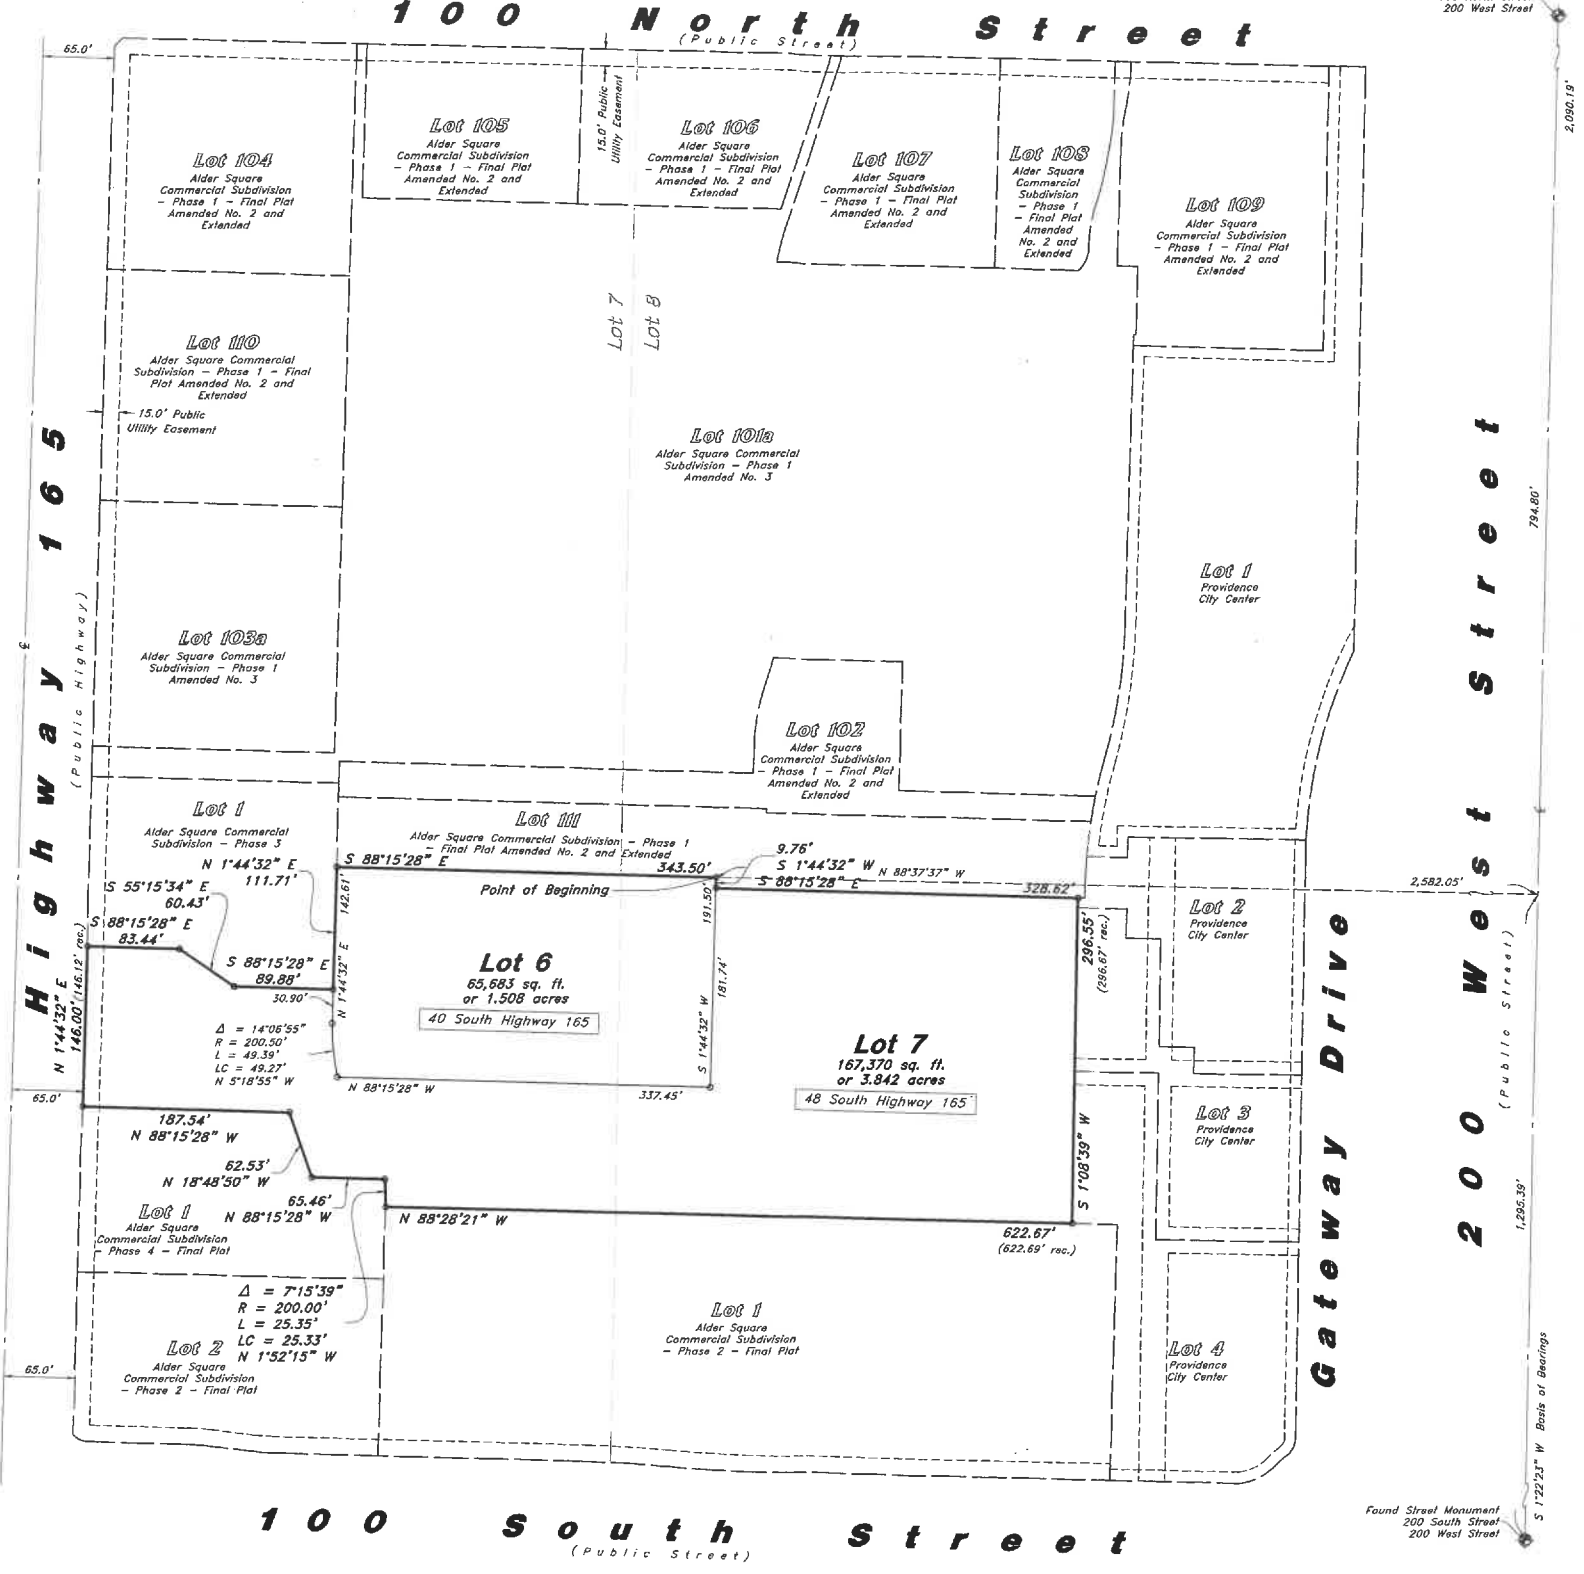 200 West Street
100 North Street
(Public Street)
65.0'
2,090.19'
15.0' Public
Utility Easement
Lot 104
Alder Square
Commercial Subdivision
- Phase 1 - Final Plat
Amended No. 2 and
Extended
Lot 105
Alder Square
Commercial Subdivision
- Phase 1 - Final Plat
Amended No. 2 and
Extended
Lot 106
Alder Square
Commercial Subdivision
- Phase 1 - Final Plat
Amended No. 2 and
Extended
Lot 107
Alder Square
Commercial Subdivision
- Phase 1 - Final Plat
Amended No. 2 and
Extended
Lot 108
Alder Square
Commercial
Subdivision
- Phase 1
- Final Plat
Amended
No. 2 and
Extended
Lot 109
Alder Square
Commercial Subdivision
- Phase 1 - Final Plat
Amended No. 2 and
Extended
Lot 7
Lot 8
Lot 110
Alder Square Commercial
Subdivision - Phase 1 - Final
Plat Amended No. 2 and
Extended
15.0' Public
Utility Easement
Lot 101a
Alder Square Commercial
Subdivision - Phase 1
Amended No. 3
Highway 165
(Public Highway)
200 West Street
(Public Street)
794.80'
Lot 1
Providence
City Center
Lot 103a
Alder Square Commercial
Subdivision - Phase 1
Amended No. 3
Lot 102
Alder Square
Commercial Subdivision
- Phase 1 - Final Plat
Amended No. 2 and
Extended
Lot 1
Alder Square Commercial
Subdivision - Phase 3
Lot 111
Alder Square Commercial Subdivision - Phase 1
- Final Plat Amended No. 2 and Extended
N 1°44'32" E
111.71'
S 88°15'28" E
343.50'
9.76'
S 1°44'32" W
S 88°15'28" E
N 88°37'37" W
328.62'
2,582.05'
Point of Beginning
S 55°15'34" E
60.43'
S 88°15'28" E
83.44'
S 88°15'28" E
89.88'
30.90'
142.61'
N 1°44'32" E
191.50'
181.74'
S 1°44'32" W
N 1°44'32" E
146.00' (146.12' rec.)
Lot 6
65,683 sq. ft.
or 1.508 acres
40 South Highway 165
Δ = 14°06'55"
R = 200.50'
L = 49.39'
LC = 49.27'
N 5°18'55" W
N 88°15'28" W
337.45'
Lot 7
167,370 sq. ft.
or 3.842 acres
48 South Highway 165
296.55'
(296.67' rec.)
S 1°08'39" W
Lot 2
Providence
City Center
Gateway Drive
Lot 3
Providence
City Center
65.0'
187.54'
N 88°15'28" W
62.53'
N 18°48'50" W
65.46'
N 88°15'28" W
N 88°28'21" W
622.67'
(622.69' rec.)
Lot 1
Alder Square
Commercial Subdivision
- Phase 4 - Final Plat
Δ = 7°15'39"
R = 200.00'
L = 25.35'
LC = 25.33'
N 1°52'15" W
Lot 2
Alder Square
Commercial Subdivision
- Phase 2 - Final Plat
Lot 1
Alder Square
Commercial Subdivision
- Phase 2 - Final Plat
Lot 4
Providence
City Center
1,295.39'
S 1°22'23" W Basis of Bearings
65.0'
100 South Street
(Public Street)
Found Street Monument
200 South Street
200 West Street